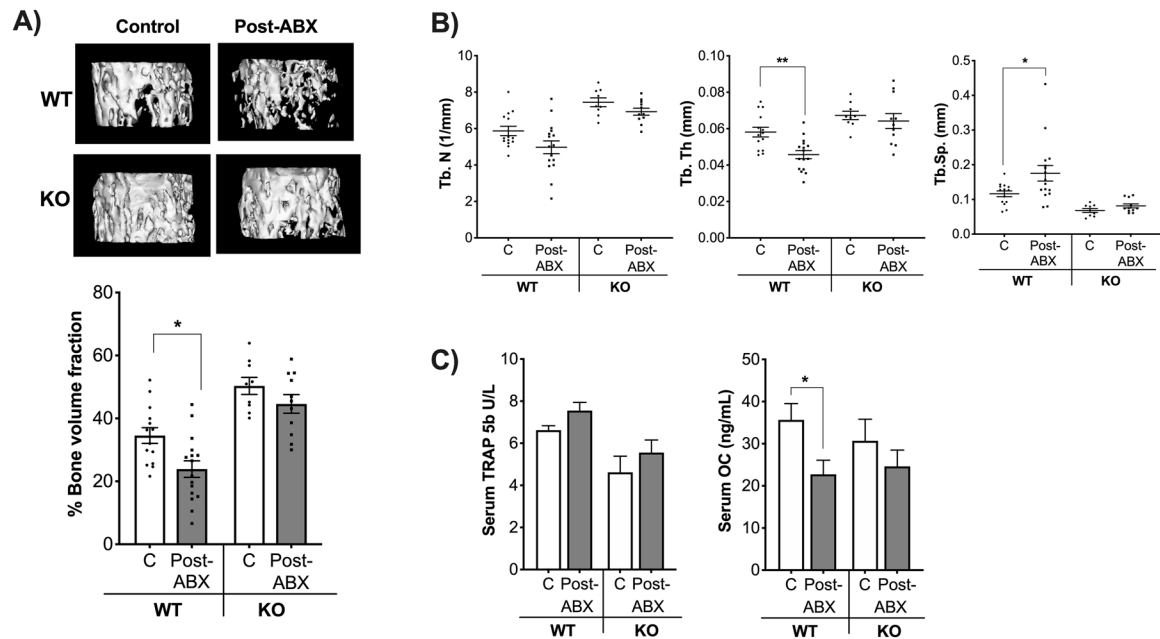 A)
Control
Post-ABX
WT
KO
% Bone volume fraction
80
60
40
20
0
*
C
Post-
ABX
C
Post-
ABX
WT
KO
B)
Tb. N (1/mm)
10
8
6
4
2
0
C
Post-
ABX
C
Post-
ABX
WT
KO
Tb. Th (mm)
0.10
0.08
0.06
0.04
0.02
0.00
**
C
Post-
ABX
C
Post-
ABX
WT
KO
Tb.Sp. (mm)
0.5
0.4
0.3
0.2
0.1
0.0
*
C
Post-
ABX
C
Post-
ABX
WT
KO
C)
Serum TRAP 5b U/L
10
8
6
4
2
0
C
Post-
ABX
C
Post-
ABX
WT
KO
Serum OC (ng/mL)
50
40
30
20
10
0
*
C
Post-
ABX
C
Post-
ABX
WT
KO